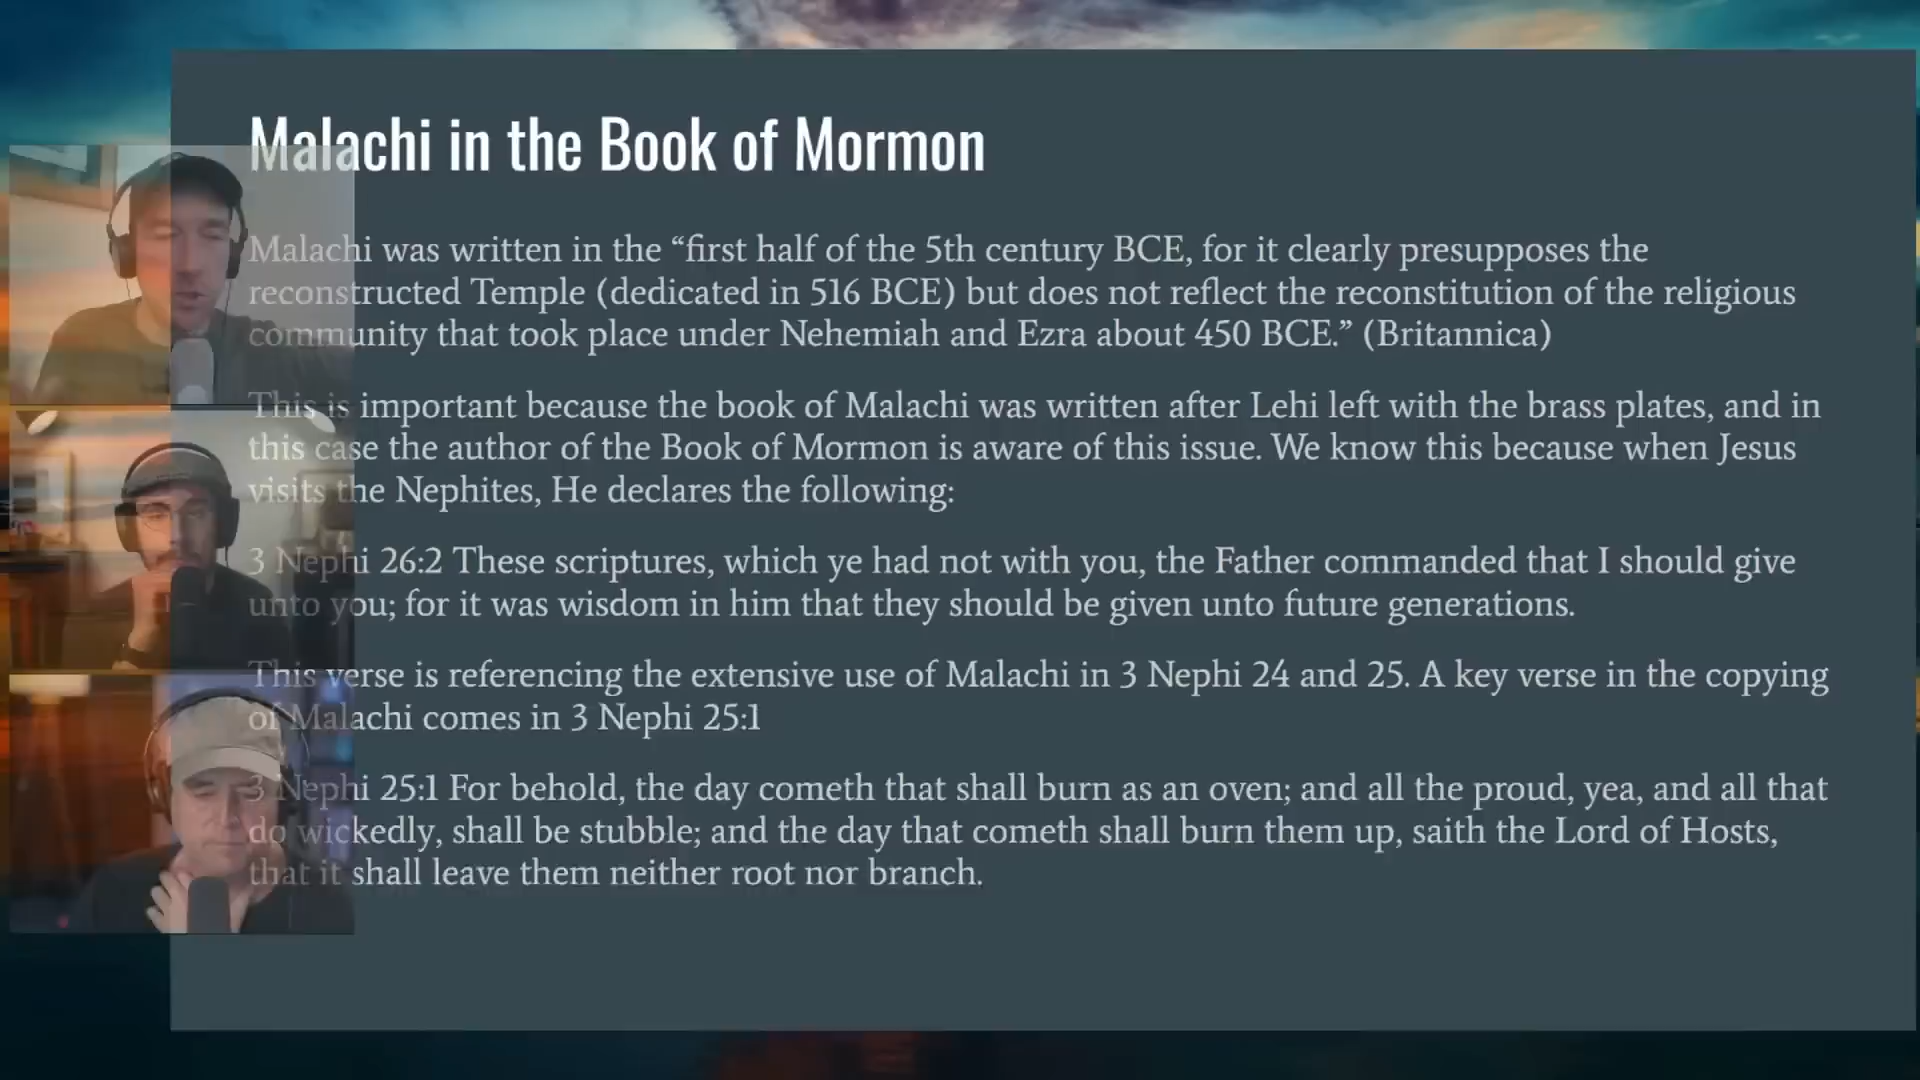 Malachi in the Book of Mormon
Malachi was written in the “first half of the 5th century BCE, for it clearly presupposes the
reconstructed Temple (dedicated in 516 BCE) but does not reflect the reconstitution of the religious
community that took place under Nehemiah and Ezra about 450 BCE.” (Britannica)
This is important because the book of Malachi was written after Lehi left with the brass plates, and in
this case the author of the Book of Mormon is aware of this issue. We know this because when Jesus
visits the Nephites, He declares the following:
3 Nephi 26:2 These scriptures, which ye had not with you, the Father commanded that I should give
unto you; for it was wisdom in him that they should be given unto future generations.
This verse is referencing the extensive use of Malachi in 3 Nephi 24 and 25. A key verse in the copying
of Malachi comes in 3 Nephi 25:1
3 Nephi 25:1 For behold, the day cometh that shall burn as an oven; and all the proud, yea, and all that
do wickedly, shall be stubble; and the day that cometh shall burn them up, saith the Lord of Hosts,
that it shall leave them neither root nor branch.